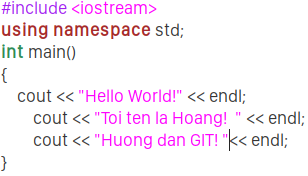 #include <iostream>
using namespace std;
int main()
{
    cout << "Hello World!" << endl;
        cout << "Toi ten la Hoang!  " << endl;
        cout << "Huong dan GIT! "<< endl;
}